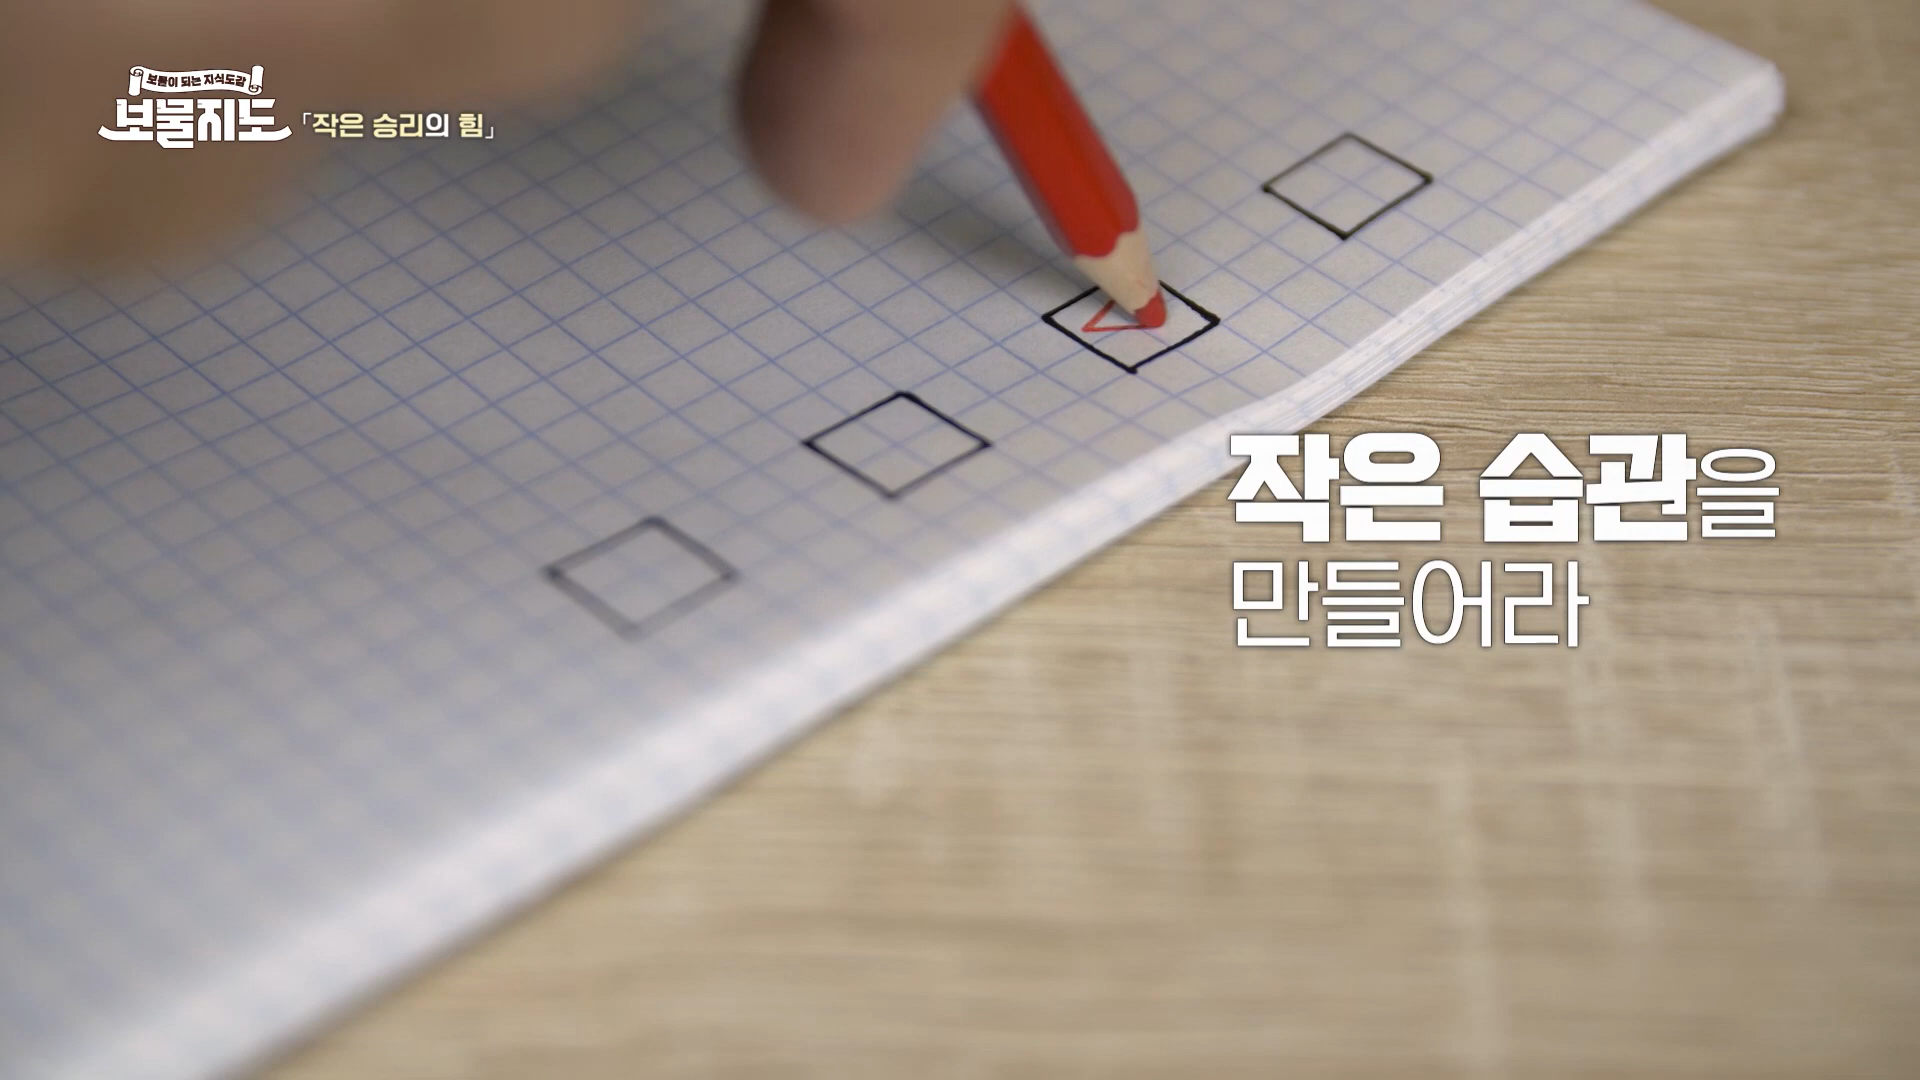 보물이 되는 지식도감
보물지도
「작은 승리의 힘」
작은 습관을
만들어라